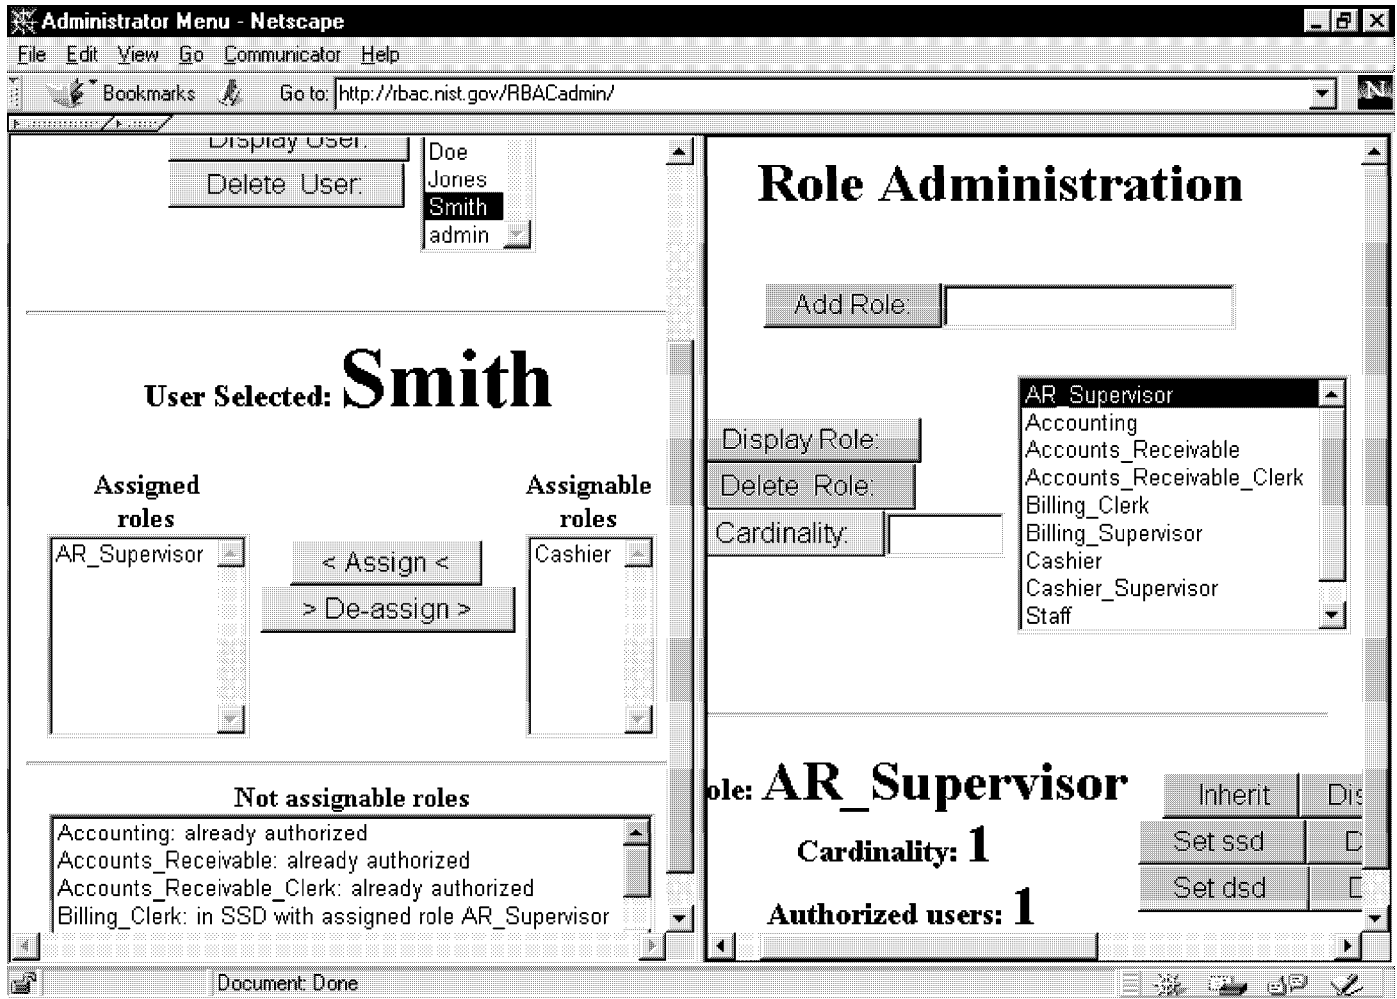 Administrator Menu - Netscape
File Edit View Go Communicator Help
Bookmarks Go to: http://rbac.nist.gov/RBACadmin/
N
Display User:
Delete User:
Doe
Jones
Smith
admin
User Selected: Smith
Assigned
roles
AR_Supervisor
< Assign <
> De-assign >
Assignable
roles
Cashier
Not assignable roles
Accounting: already authorized
Accounts_Receivable: already authorized
Accounts_Receivable_Clerk: already authorized
Billing_Clerk: in SSD with assigned role AR_Supervisor
Role Administration
Add Role:
Display Role:
Delete Role:
Cardinality:
AR_Supervisor
Accounting
Accounts_Receivable
Accounts_Receivable_Clerk
Billing_Clerk
Billing_Supervisor
Cashier
Cashier_Supervisor
Staff
ole: AR_Supervisor
Cardinality: 1
Authorized users: 1
Inherit Dis
Set ssd D
Set dsd D
Document: Done